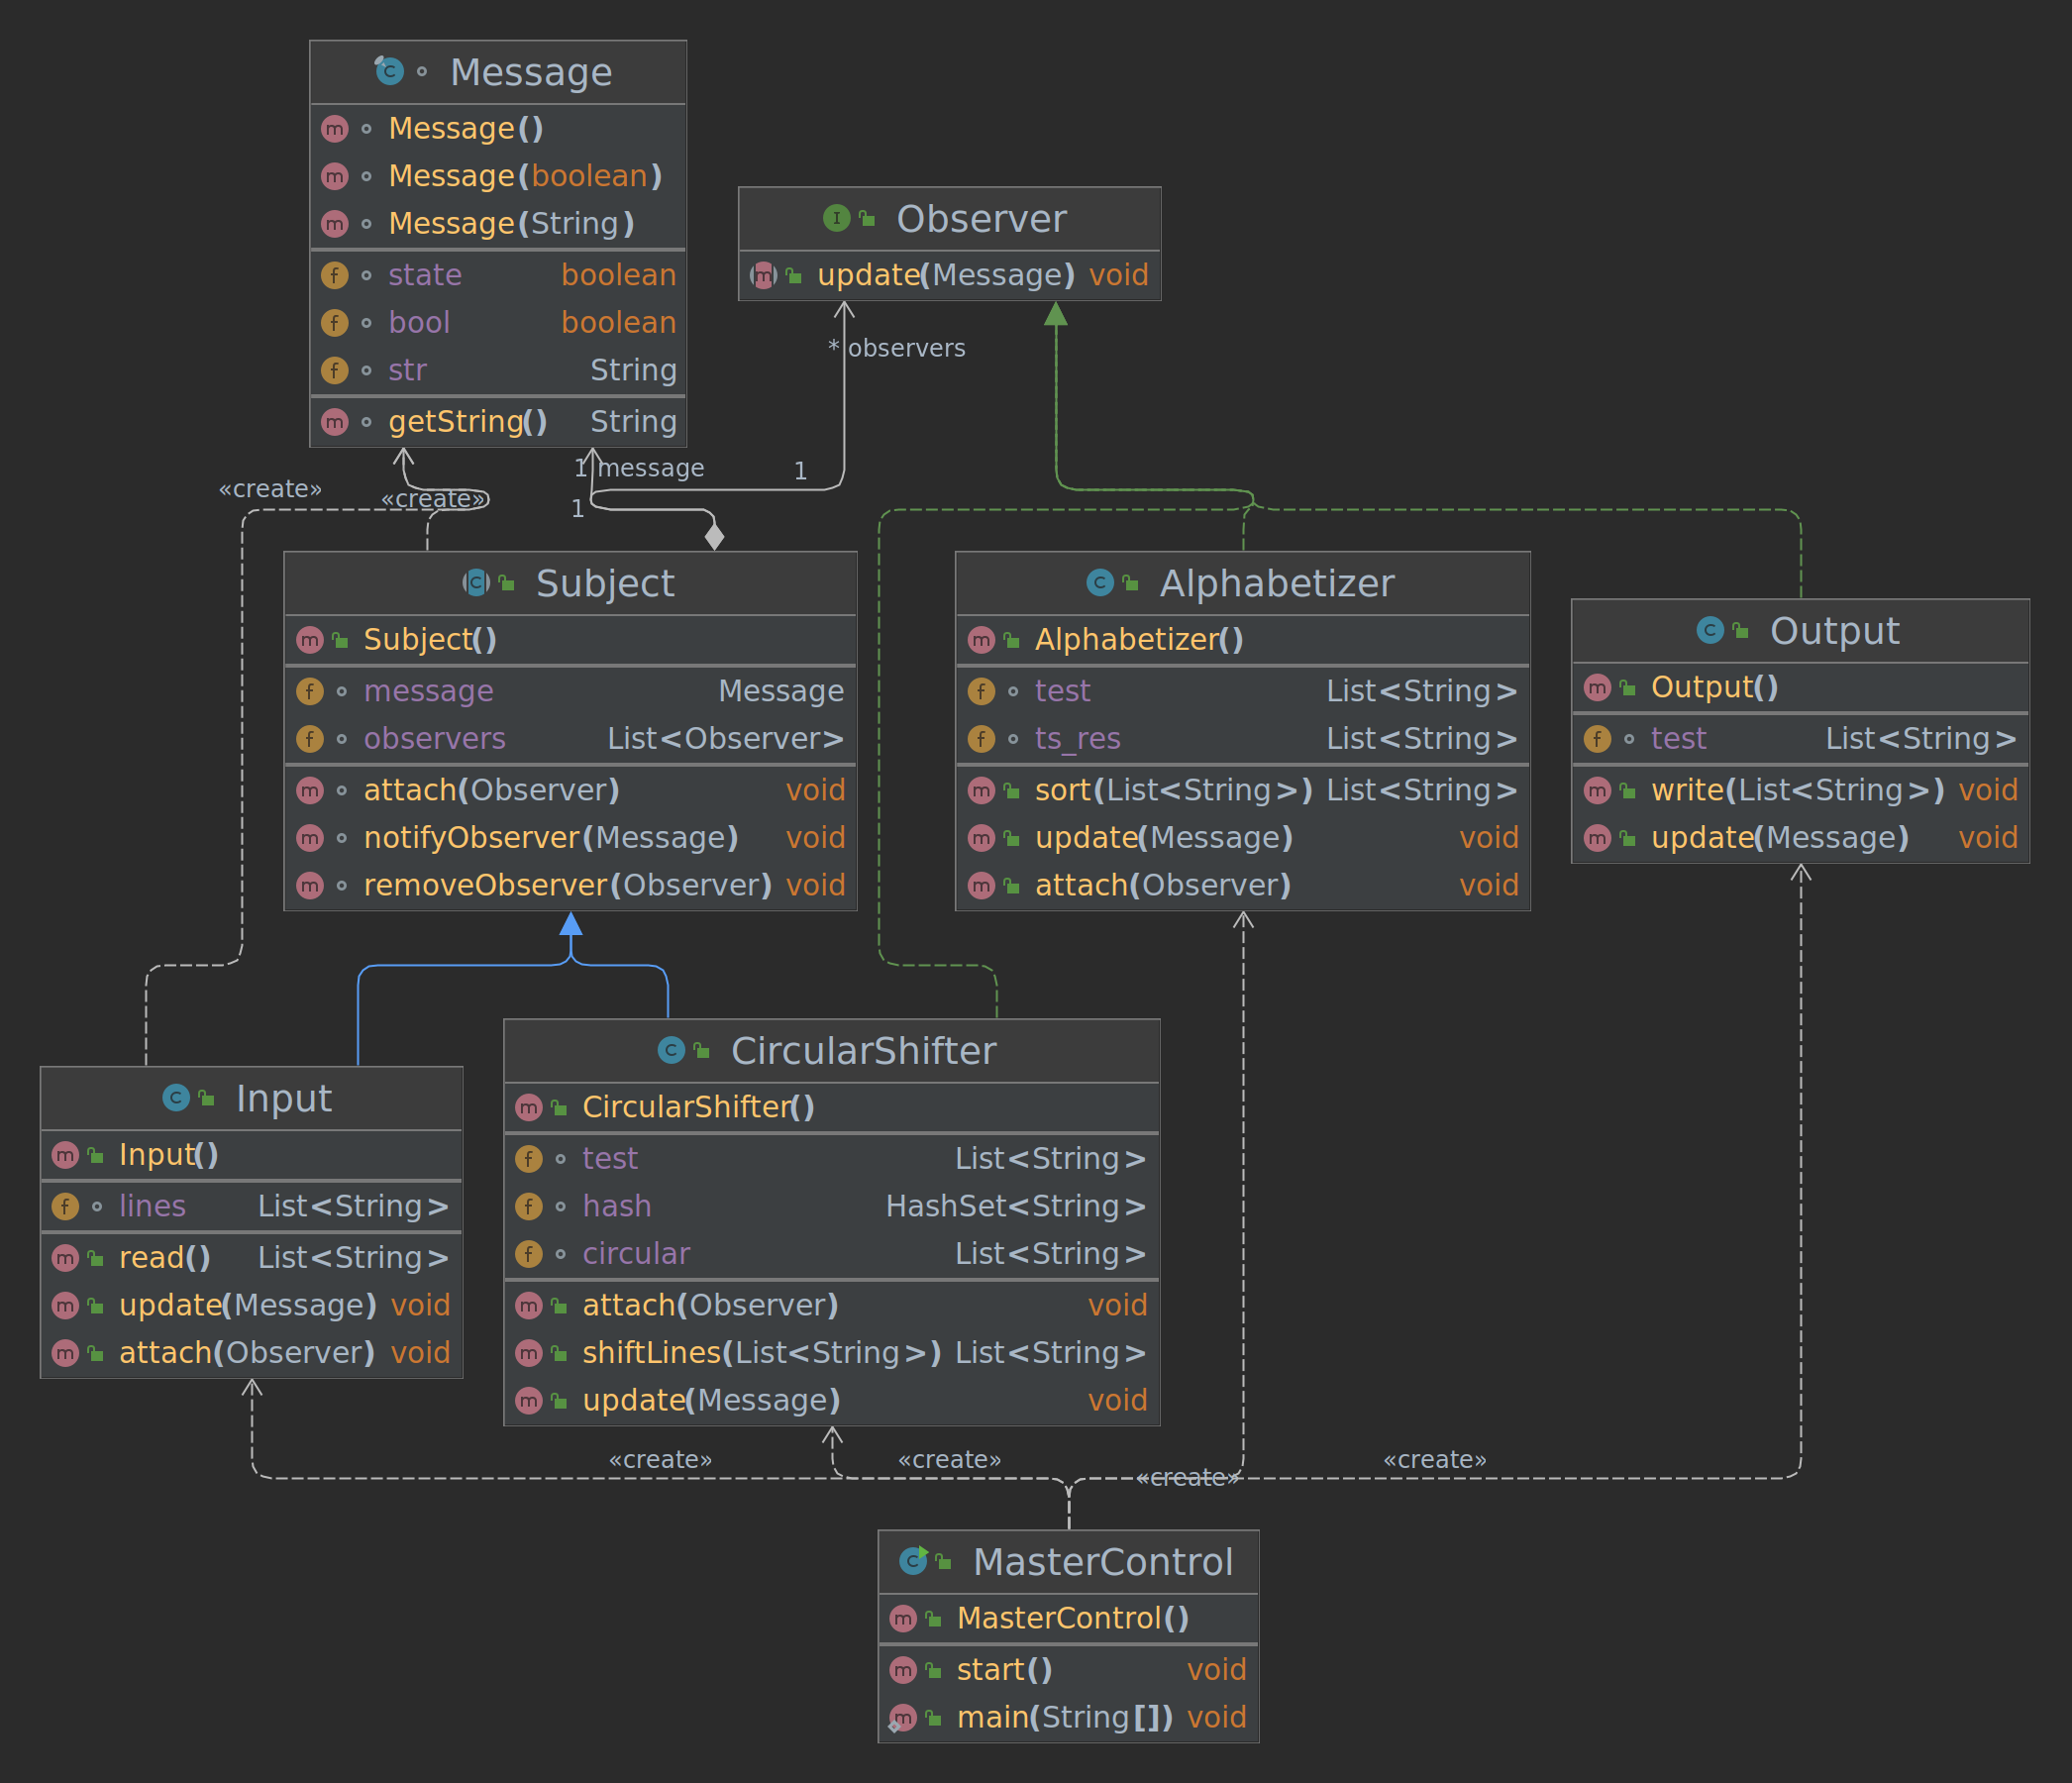 Message
Message()
Message(boolean)
Message(String)
state boolean
bool boolean
str String
getString() String
Observer
update(Message) void
* observers
1 message
1
1
«create»
«create»
Subject
Subject()
message Message
observers List<Observer>
attach(Observer) void
notifyObserver(Message) void
removeObserver(Observer) void
Alphabetizer
Alphabetizer()
test List<String>
ts_res List<String>
sort(List<String>) List<String>
update(Message) void
attach(Observer) void
Output
Output()
test List<String>
write(List<String>) void
update(Message) void
Input
Input()
lines List<String>
read() List<String>
update(Message) void
attach(Observer) void
CircularShifter
CircularShifter()
test List<String>
hash HashSet<String>
circular List<String>
attach(Observer) void
shiftLines(List<String>) List<String>
update(Message) void
«create»
«create»
«create»
«create»
MasterControl
MasterControl()
start() void
main(String[]) void